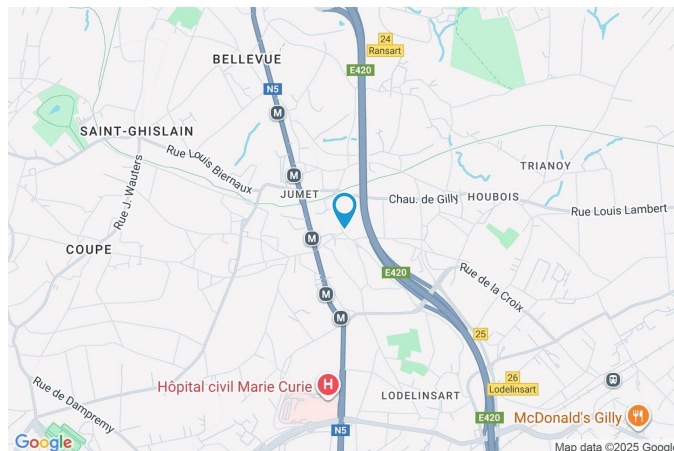 24
Ransart
BELLEVUE
E420
N5
M
SAINT-GHISLAIN
Rue Louis Biernaux
Rue J. Wauters
M
JUMET
TRIANOY
Chau. de Gilly
HOUBOIS
Rue Louis Lambert
COUPE
M
E420
Rue de la Croix
M
M
25
Rue de Dampremy
Hôpital civil Marie Curie
H
LODELINSART
26
Lodelinsart
E420
McDonald's Gilly
N5
Google
Map data ©2025 Google